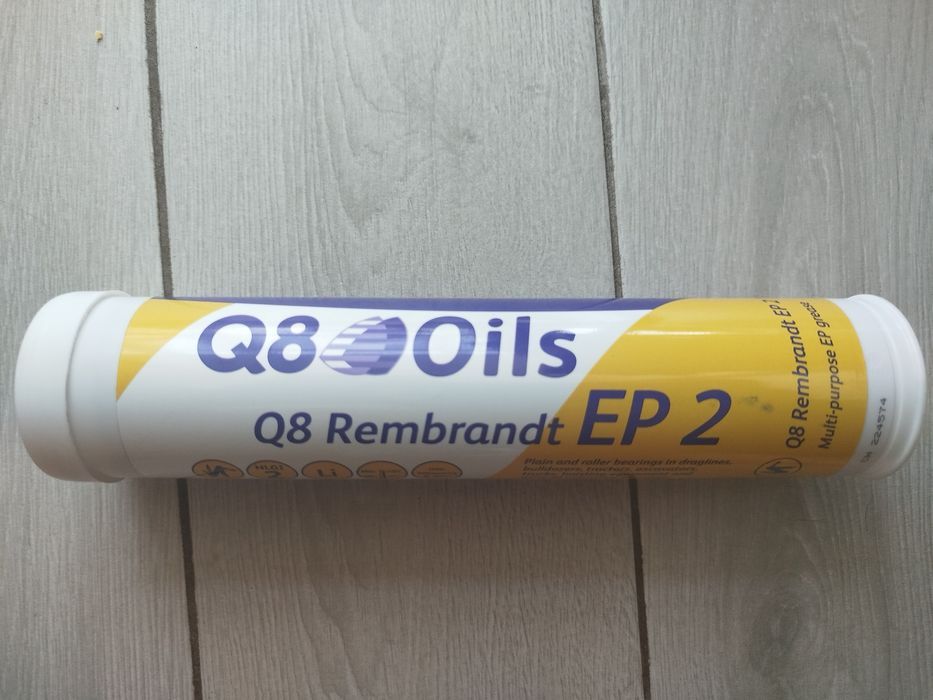 Q8 Oils
Q8 Rembrandt EP 2
NLGI
2
Li
Plain and roller bearings in draglines,
bulldozers, tractors, excavators,
Q8 Rembrandt EP 2
Multi-purpose EP grease
224574